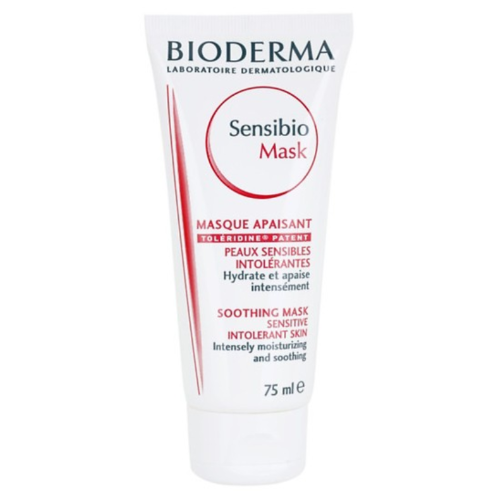 BIODERMA
LABORATOIRE DERMATOLOGIQUE
Sensibio
Mask
MASQUE APAISANT
TOLÉRIDINE® PATENT
PEAUX SENSIBLES
INTOLÉRANTES
Hydrate et apaise
intensément
SOOTHING MASK
SENSITIVE
INTOLERANT SKIN
Intensely moisturizing
and soothing
75 ml ℮